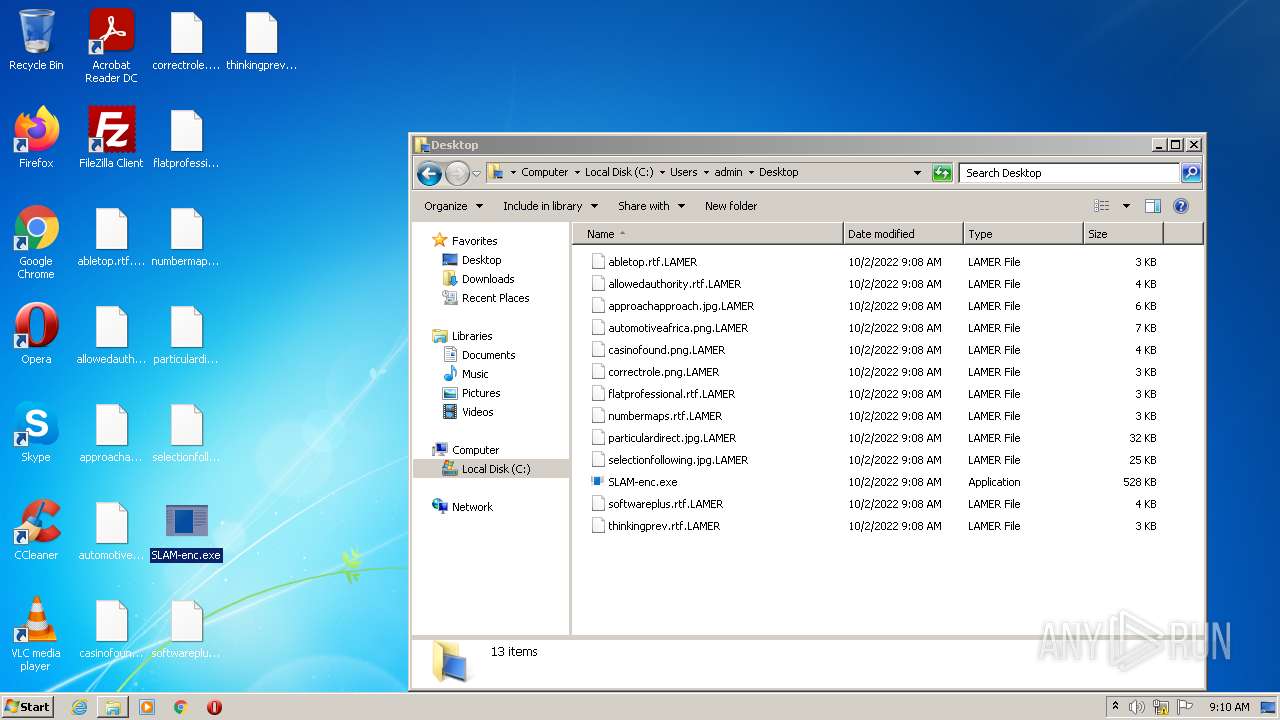 Recycle Bin
Acrobat
Reader DC
correctrole....
thinkingprev...
Firefox
FileZilla Client
flatprofessi...
Google
Chrome
abletop.rtf....
numbermap...
Opera
allowedauth...
particulardi...
Skype
approacha...
selectionfoll...
CCleaner
automotive...
SLAM-enc.exe
VLC media
player
casinofoun...
softwareplu...
Desktop
Computer Local Disk (C:) Users admin Desktop
Search Desktop
Organize Include in library Share with New folder
Favorites
Desktop
Downloads
Recent Places
Libraries
Documents
Music
Pictures
Videos
Computer
Local Disk (C:)
Network
Name Date modified Type Size
abletop.rtf.LAMER 10/2/2022 9:08 AM LAMER File 3 KB
allowedauthority.rtf.LAMER 10/2/2022 9:08 AM LAMER File 4 KB
approachapproach.jpg.LAMER 10/2/2022 9:08 AM LAMER File 6 KB
automotiveafrica.png.LAMER 10/2/2022 9:08 AM LAMER File 7 KB
casinofound.png.LAMER 10/2/2022 9:08 AM LAMER File 4 KB
correctrole.png.LAMER 10/2/2022 9:08 AM LAMER File 3 KB
flatprofessional.rtf.LAMER 10/2/2022 9:08 AM LAMER File 3 KB
numbermaps.rtf.LAMER 10/2/2022 9:08 AM LAMER File 3 KB
particulardirect.jpg.LAMER 10/2/2022 9:08 AM LAMER File 32 KB
selectionfollowing.jpg.LAMER 10/2/2022 9:08 AM LAMER File 25 KB
SLAM-enc.exe 10/2/2022 9:08 AM Application 528 KB
softwareplus.rtf.LAMER 10/2/2022 9:08 AM LAMER File 4 KB
thinkingprev.rtf.LAMER 10/2/2022 9:08 AM LAMER File 3 KB
13 items
ANY RUN
Start
9:10 AM